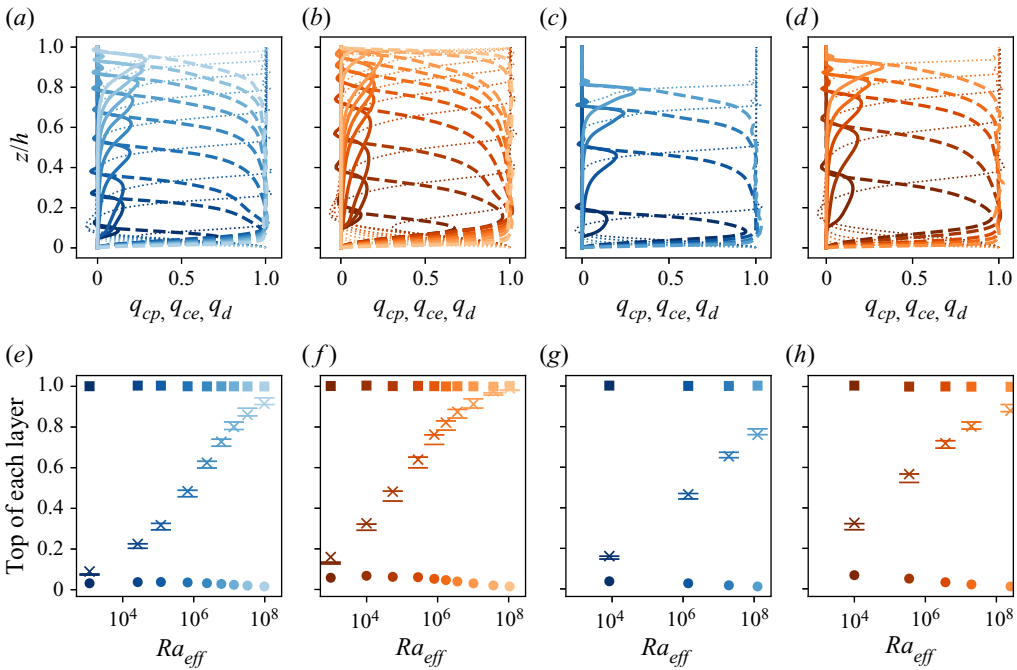 (a) (b) (c) (d)
1.0
0.8
0.6
z/h
0.4
0.2
0
0 0.5 1.0 0 0.5 1.0 0 0.5 1.0 0 0.5 1.0
q_cp, q_ce, q_d q_cp, q_ce, q_d q_cp, q_ce, q_d q_cp, q_ce, q_d
(e) (f) (g) (h)
1.0
0.8
0.6
Top of each layer
0.4
0.2
0
10^4 10^6 10^8 10^4 10^6 10^8 10^4 10^6 10^8 10^4 10^6 10^8
Ra_eff Ra_eff Ra_eff Ra_eff